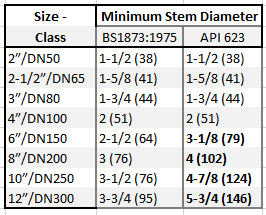 Size - Minimum Stem Diameter
Class BS1873:1975 API 623
2”/DN50 1-1/2 (38) 1-1/2 (38)
2-1/2”/DN65 1-5/8 (41) 1-5/8 (41)
3”/DN80 1-3/4 (44) 1-3/4 (44)
4”/DN100 2 (51) 2 (51)
6”/DN150 2-1/2 (64) 3-1/8 (79)
8”/DN200 3 (76) 4 (102)
10”/DN250 3-1/2 (76) 4-7/8 (124)
12”/DN300 3-3/4 (95) 5-3/4 (146)